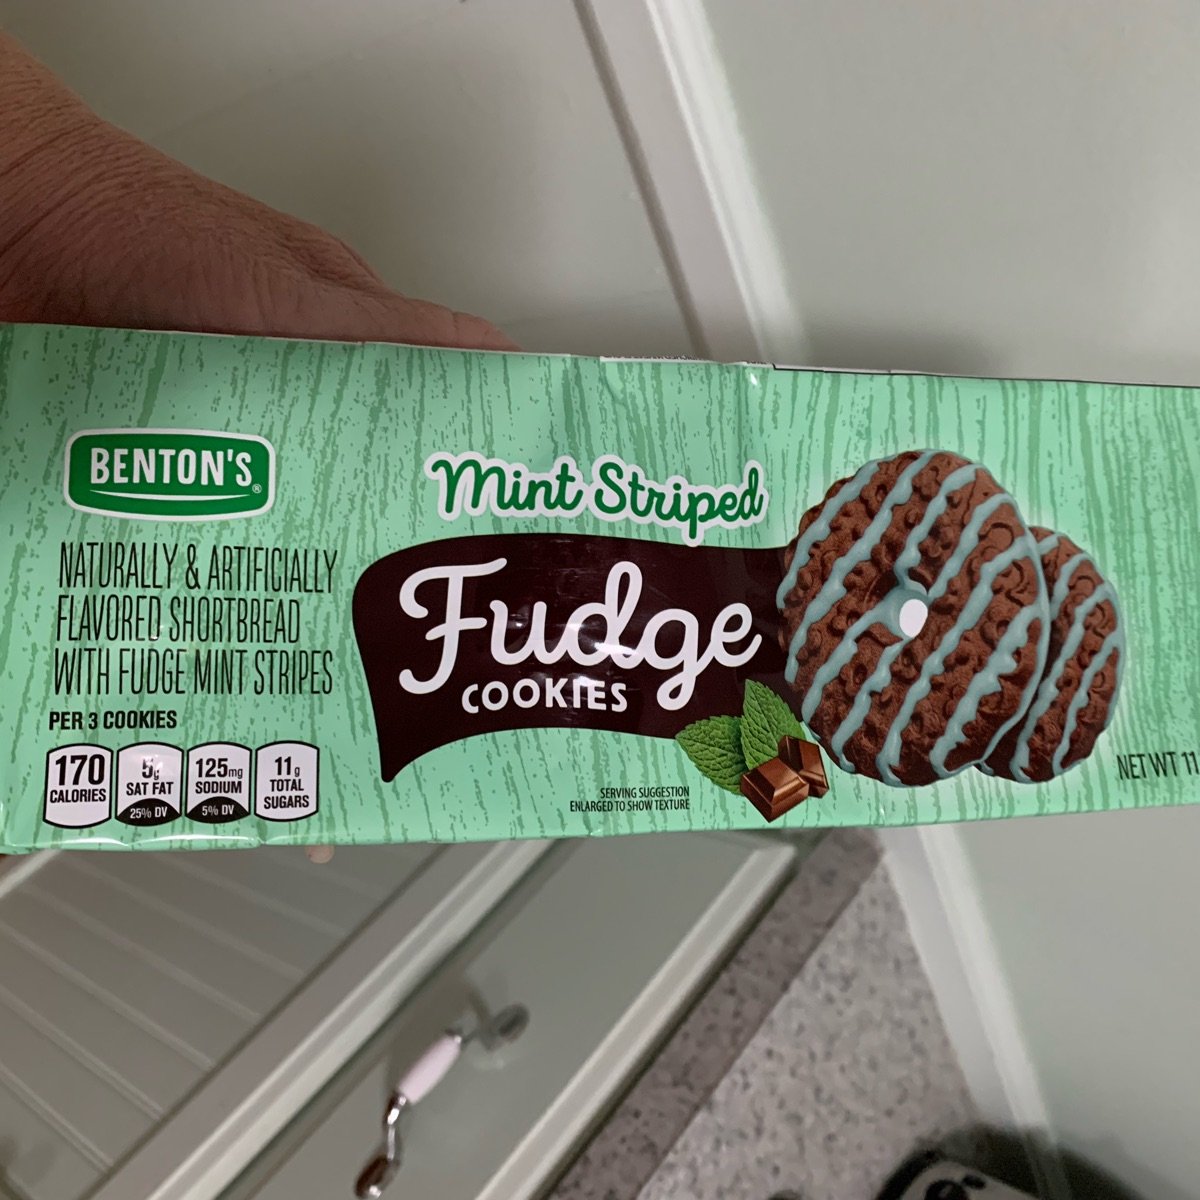 BENTON'S®
NATURALLY & ARTIFICIALLY
FLAVORED SHORTBREAD
WITH FUDGE MINT STRIPES
PER 3 COOKIES
170
CALORIES
5g
SAT FAT
25% DV
125mg
SODIUM
5% DV
11g
TOTAL
SUGARS
Mint Striped
Fudge
COOKIES
SERVING SUGGESTION
ENLARGED TO SHOW TEXTURE
NET WT 11